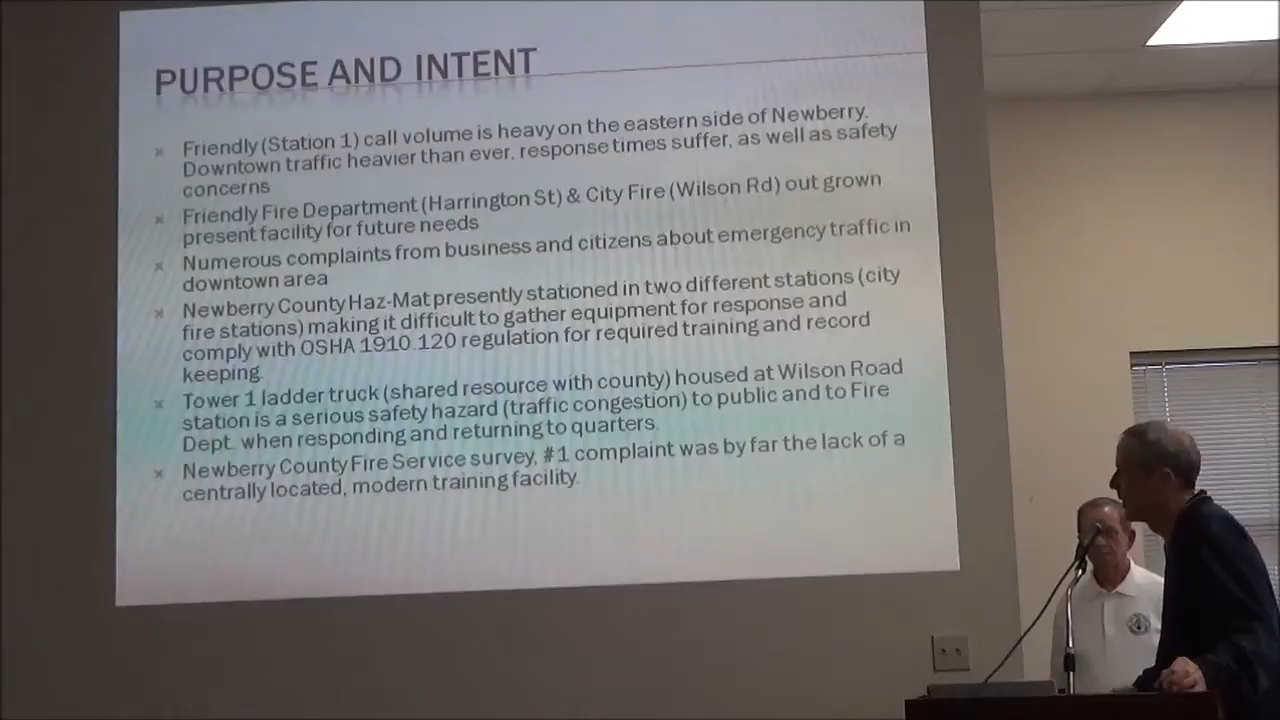 PURPOSE AND INTENT
Friendly (Station 1) call volume is heavy on the eastern side of Newberry.
Downtown traffic heavier than ever, response times suffer, as well as safety
concerns
Friendly Fire Department (Harrington St) & City Fire (Wilson Rd) out grown
present facility for future needs
Numerous complaints from business and citizens about emergency traffic in
downtown area
Newberry County Haz-Mat presently stationed in two different stations (city
fire stations) making it difficult to gather equipment for response and
comply with OSHA 1910.120 regulation for required training and record
keeping.
Tower 1 ladder truck (shared resource with county) housed at Wilson Road
station is a serious safety hazard (traffic congestion) to public and to Fire
Dept. when responding and returning to quarters.
Newberry County Fire Service survey, #1 complaint was by far the lack of a
centrally located, modern training facility.